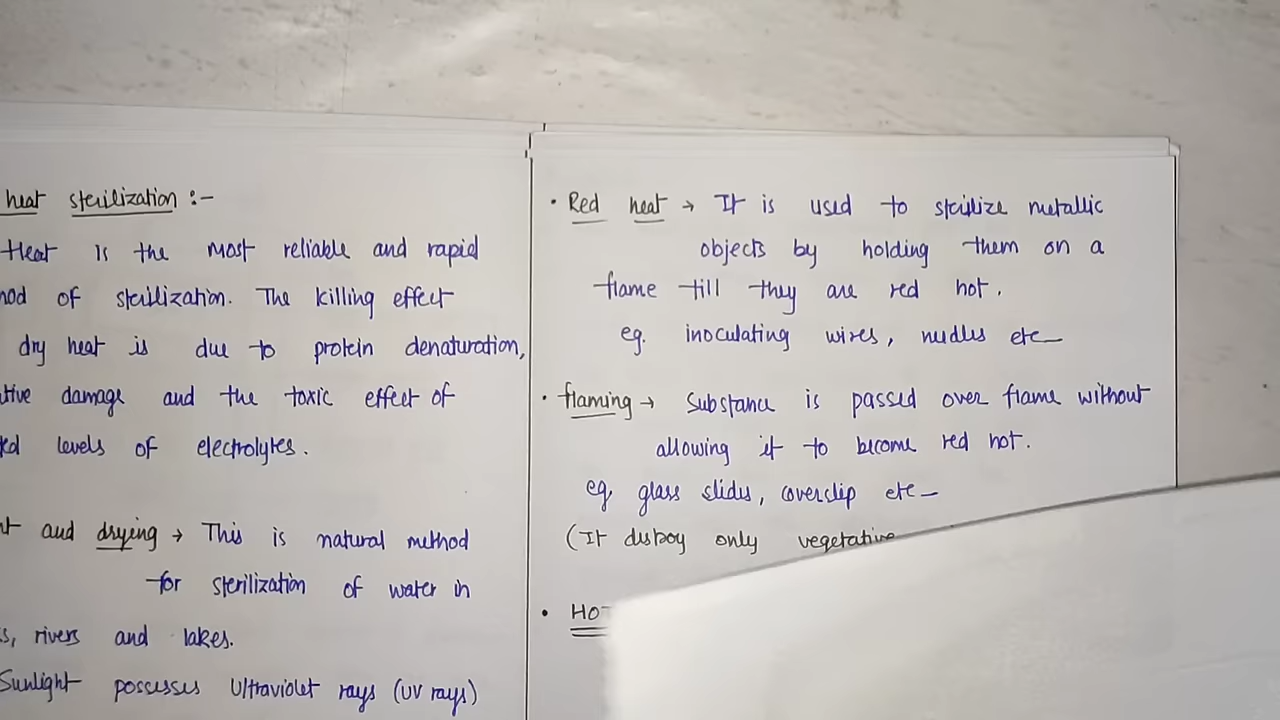 heat sterilization :-
Heat is the most reliable and rapid
of sterilization. The killing effect
dry heat is due to protein denaturation,
damage and the toxic effect of
levels of electrolytes.
and drying → This is natural method
for sterilization of water in
rivers and lakes.
Sunlight possesses Ultraviolet rays (UV rays)
• Red heat → It is used to sterilize metallic
objects by holding them on a
flame till they are red hot.
eg. inoculating wires, needles etc—
• flaming → Substance is passed over flame without
allowing it to become red hot.
eg. glass slides, coverslip etc—
(It distroy only vegetative
• HO